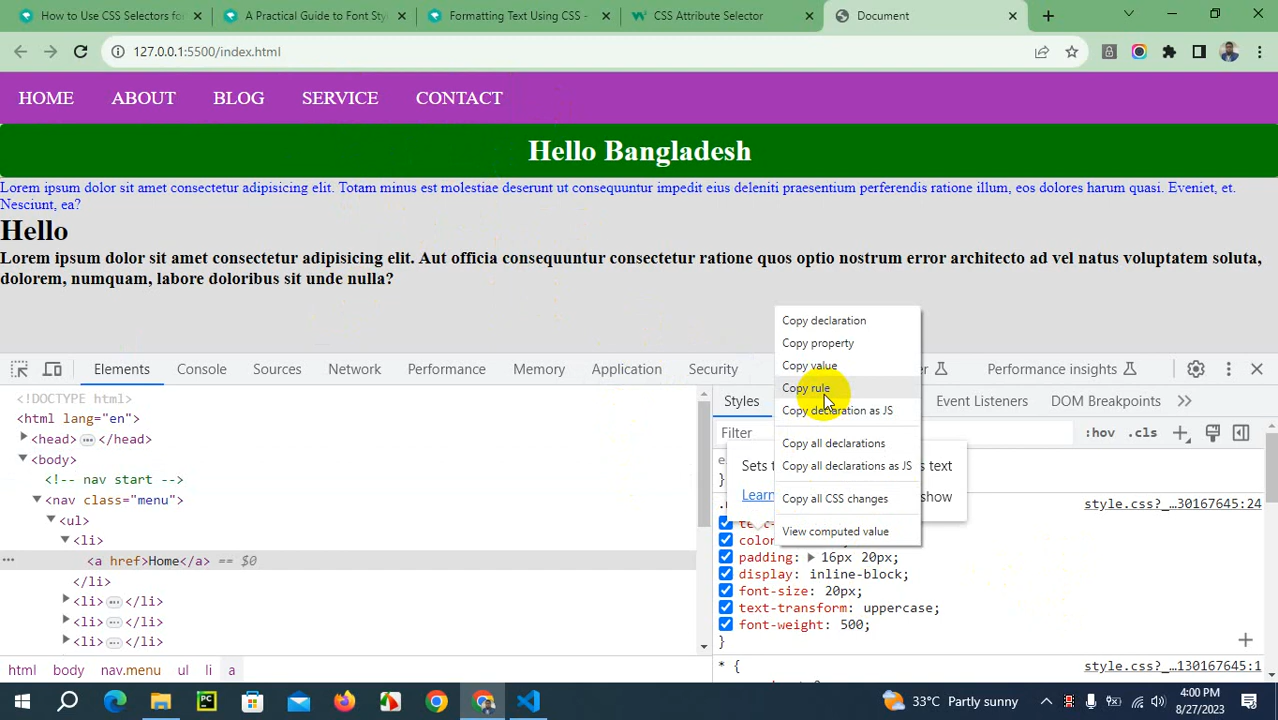 How to Use CSS Selectors for
A Practical Guide to Font Sty
Formatting Text Using CSS -
CSS Attribute Selector
Document
127.0.0.1:5500/index.html
HOME ABOUT BLOG SERVICE CONTACT
Hello Bangladesh
Lorem ipsum dolor sit amet consectetur adipisicing elit. Totam minus est molestiae deserunt ut consequuntur impedit eius deleniti praesentium perferendis ratione illum, eos dolores harum quasi. Eveniet, et.
Nesciunt, ea?
Hello
Lorem ipsum dolor sit amet consectetur adipisicing elit. Aut officia consequuntur consectetur ratione quos optio nostrum error architecto ad vel natus voluptatem soluta,
dolorem, numquam, labore doloribus sit unde nulla?
Elements Console Sources Network Performance Memory Application Security Performance insights
<!DOCTYPE html>
<html lang="en">
<head>
<body>
<!-- nav start -->
<nav class="menu">
<ul>
<li>
<a href>Home</a> == $0
</li>
<li> </li>
<li> </li>
<li> </li>
html body nav.menu ul li a
Styles Event Listeners DOM Breakpoints
Filter :hov .cls
Sets t s text
Learn show
style.css?_…30167645:24
padding: 16px 20px;
display: inline-block;
font-size: 20px;
text-transform: uppercase;
font-weight: 500;
}
* { style.css?_…130167645:1
Copy declaration
Copy property
Copy value
Copy rule
Copy declaration as JS
Copy all declarations
Copy all declarations as JS
Copy all CSS changes
View computed value
33°C Partly sunny
4:00 PM
8/27/2023